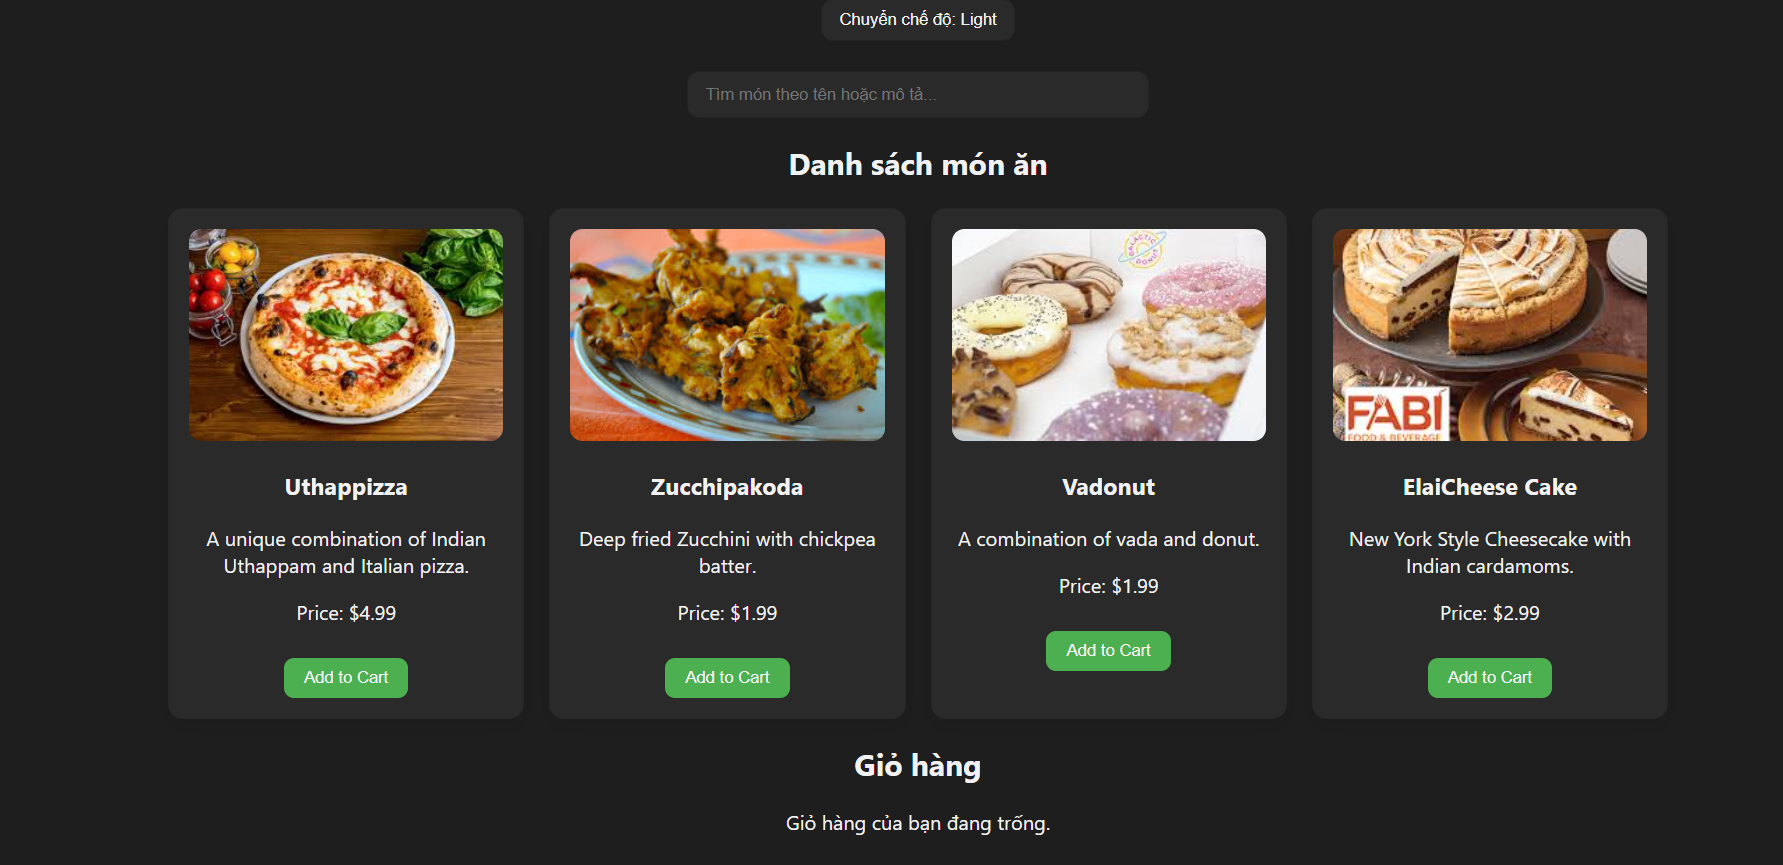 Chuyển chế độ: Light
Tìm món theo tên hoặc mô tả...
Danh sách món ăn
GALACTIC
DONUT
FABI
FOOD & BEVERAGE
Uthappizza
Zucchipakoda
Vadonut
ElaiCheese Cake
A unique combination of Indian
Uthappam and Italian pizza.
Deep fried Zucchini with chickpea
batter.
A combination of vada and donut.
New York Style Cheesecake with
Indian cardamoms.
Price: $4.99
Price: $1.99
Price: $1.99
Price: $2.99
Add to Cart
Add to Cart
Add to Cart
Add to Cart
Giỏ hàng
Giỏ hàng của bạn đang trống.